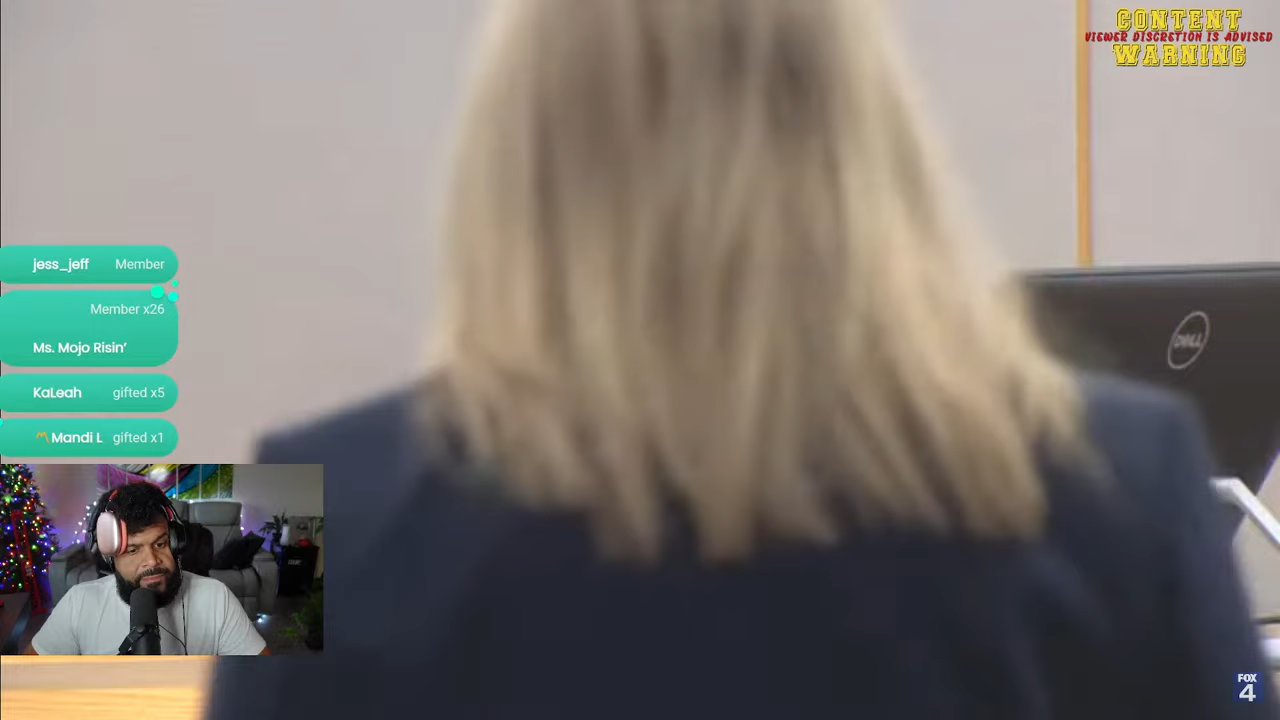 CONTENT
VIEWER DISCRETION IS ADVISED
WARNING
jess_jeff Member
Member x26
Ms. Mojo Risin'
KaLeah gifted x5
Mandi L gifted x1
DELL
FOX
4